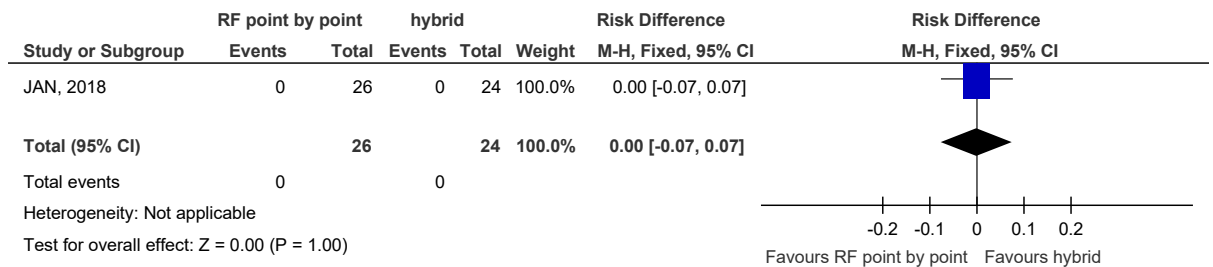 RF point by point hybrid Risk Difference Risk Difference
Study or Subgroup Events Total Events Total Weight M-H, Fixed, 95% CI M-H, Fixed, 95% CI
JAN, 2018 0 26 0 24 100.0% 0.00 [-0.07, 0.07]
Total (95% CI) 26 24 100.0% 0.00 [-0.07, 0.07]
Total events 0 0
Heterogeneity: Not applicable
Test for overall effect: Z = 0.00 (P = 1.00)
-0.2 -0.1 0 0.1 0.2
Favours RF point by point Favours hybrid